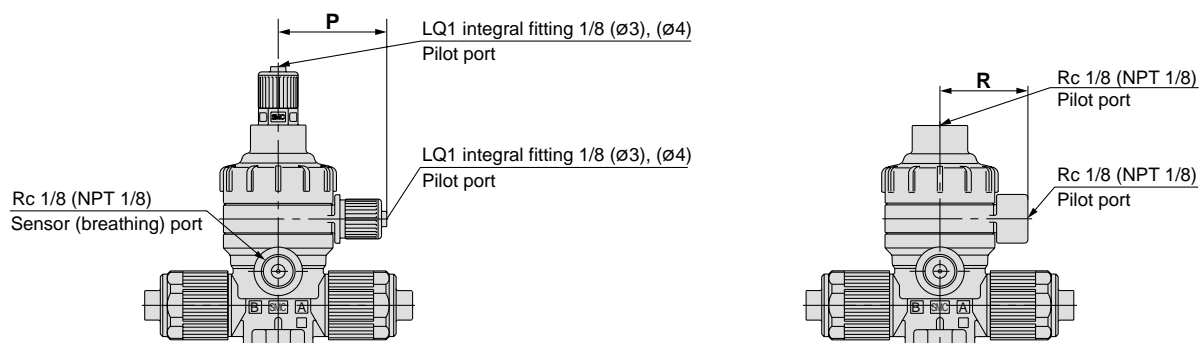 P
LQ1 integral fitting 1/8 (ø3), (ø4)
Pilot port
LQ1 integral fitting 1/8 (ø3), (ø4)
Pilot port
Rc 1/8 (NPT 1/8)
Sensor (breathing) port
SMC
B SMC A
R
Rc 1/8 (NPT 1/8)
Pilot port
Rc 1/8 (NPT 1/8)
Pilot port
B SMC A